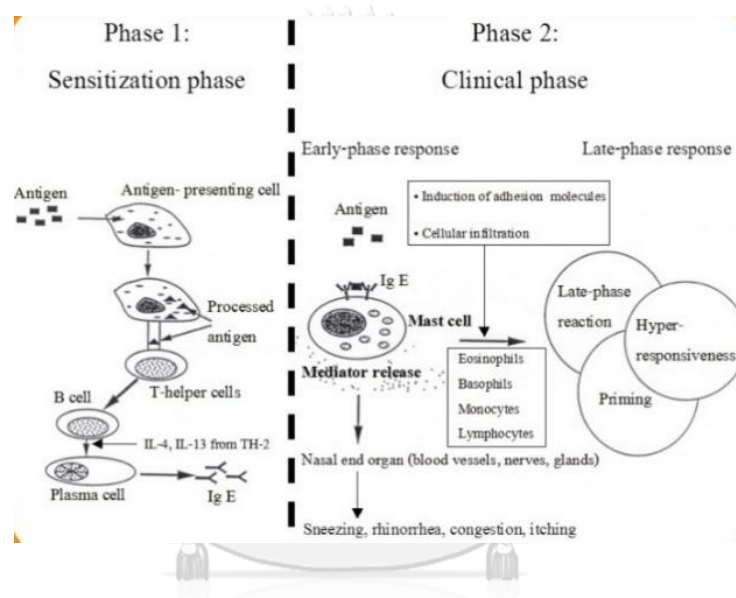 Phase 1:
Sensitization phase
Antigen
Antigen- presenting cell
Processed
antigen
T-helper cells
B cell
IL-4, IL-13 from TH-2
Plasma cell
Ig E
Phase 2:
Clinical phase
Early-phase response
Late-phase response
Antigen
• Induction of adhesion molecules
• Cellular infiltration
Ig E
Mast cell
Mediator release
Eosinophils
Basophils
Monocytes
Lymphocytes
Late-phase
reaction
Hyper-
responsiveness
Priming
Nasal end organ (blood vessels, nerves, glands)
Sneezing, rhinorrhea, congestion, itching